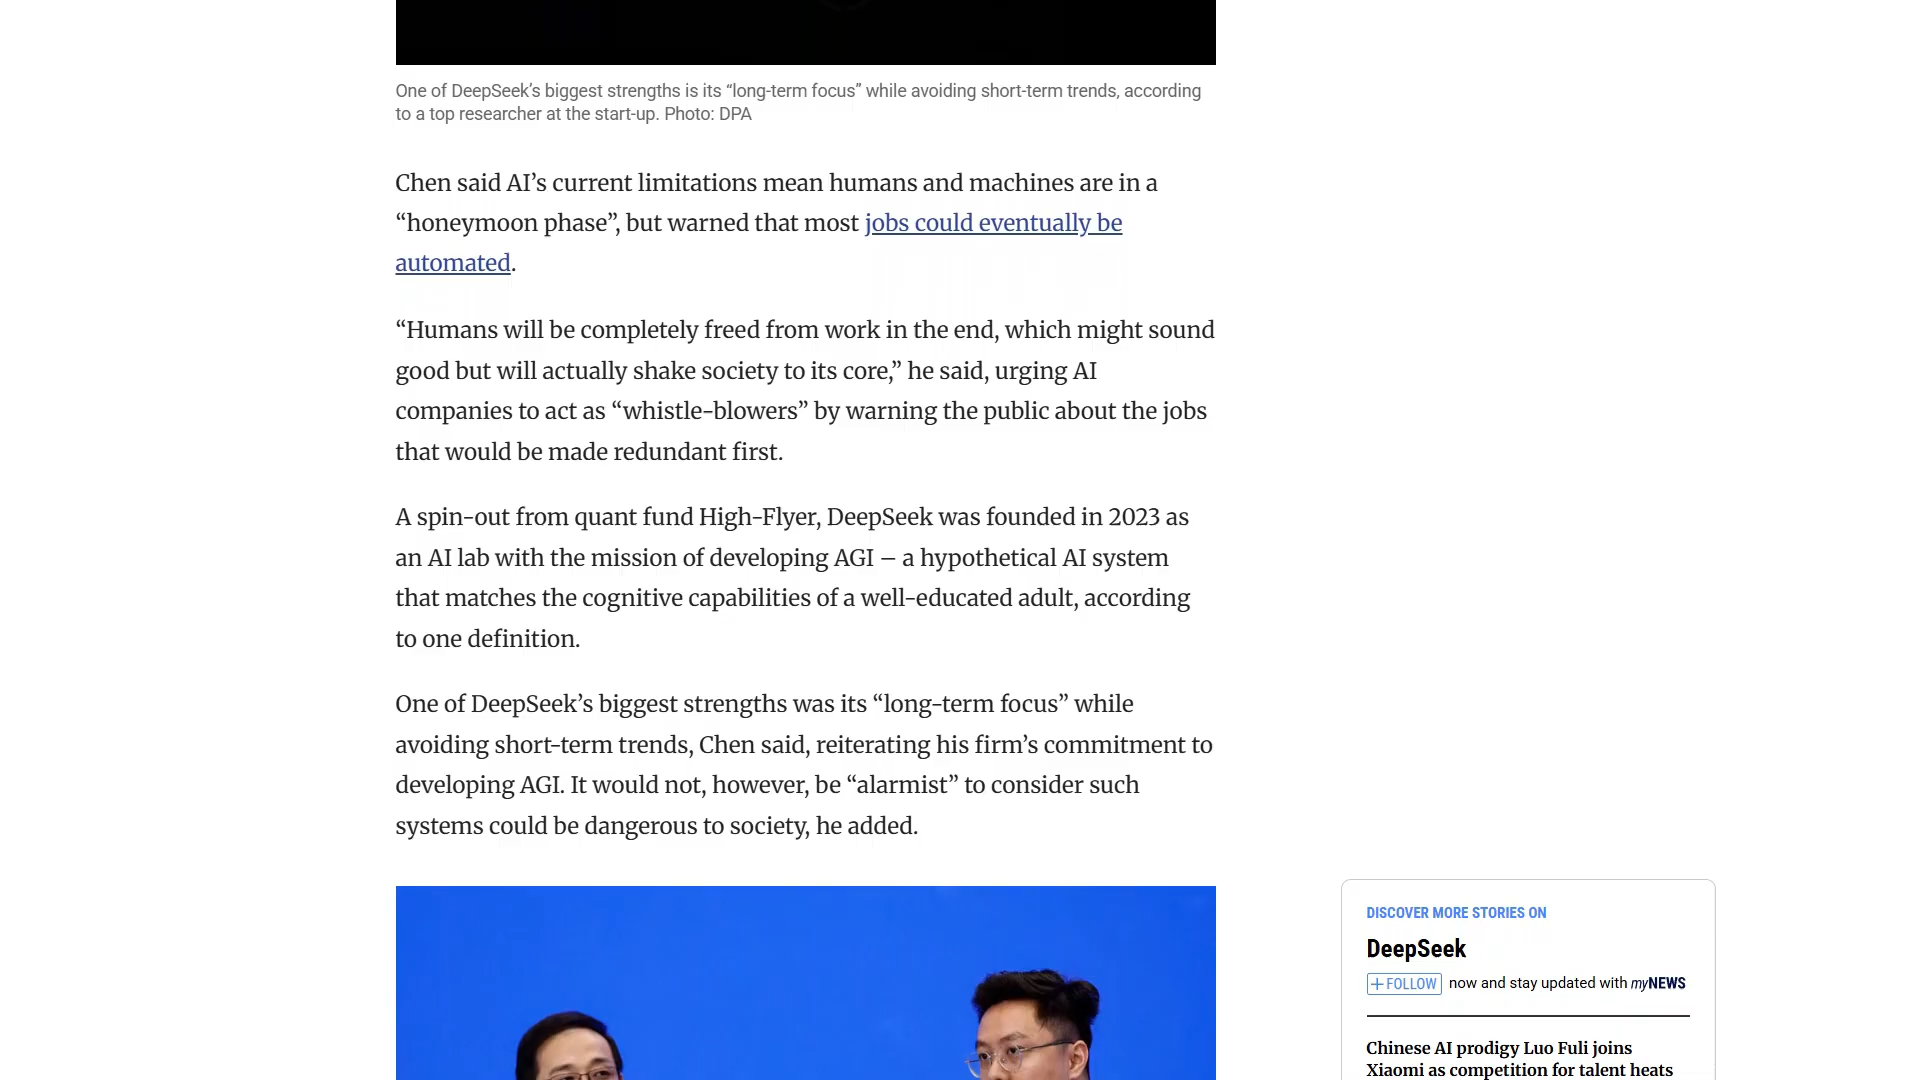 One of DeepSeek’s biggest strengths is its “long-term focus” while avoiding short-term trends, according
to a top researcher at the start-up. Photo: DPA
Chen said AI’s current limitations mean humans and machines are in a
“honeymoon phase”, but warned that most jobs could eventually be
automated.
“Humans will be completely freed from work in the end, which might sound
good but will actually shake society to its core,” he said, urging AI
companies to act as “whistle-blowers” by warning the public about the jobs
that would be made redundant first.
A spin-out from quant fund High-Flyer, DeepSeek was founded in 2023 as
an AI lab with the mission of developing AGI – a hypothetical AI system
that matches the cognitive capabilities of a well-educated adult, according
to one definition.
One of DeepSeek’s biggest strengths was its “long-term focus” while
avoiding short-term trends, Chen said, reiterating his firm’s commitment to
developing AGI. It would not, however, be “alarmist” to consider such
systems could be dangerous to society, he added.
DISCOVER MORE STORIES ON
DeepSeek
+FOLLOW now and stay updated with myNEWS
Chinese AI prodigy Luo Fuli joins
Xiaomi as competition for talent heats